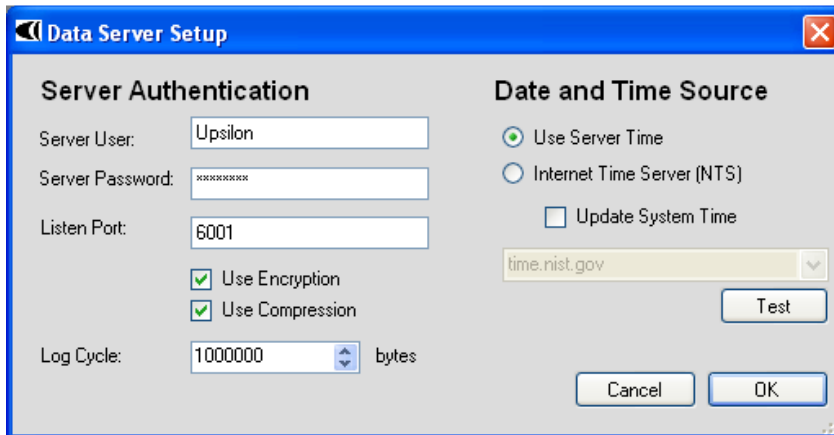 Data Server Setup
Server Authentication
Server User: Upsilon
Server Password: ********
Listen Port: 6001
Use Encryption
Use Compression
Log Cycle: 1000000 bytes
Date and Time Source
Use Server Time
Internet Time Server (NTS)
Update System Time
time.nist.gov
Test
Cancel OK